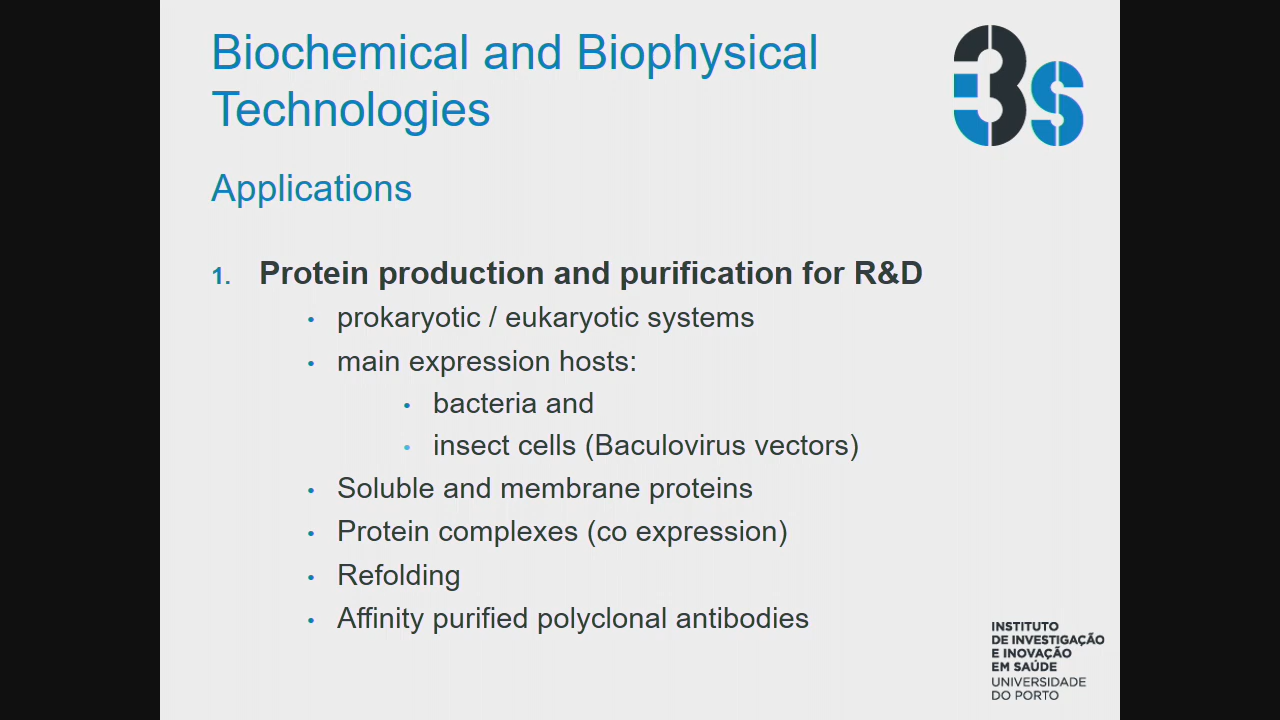 Biochemical and Biophysical
Technologies
i3s
Applications
1. Protein production and purification for R&D
• prokaryotic / eukaryotic systems
• main expression hosts:
• bacteria and
• insect cells (Baculovirus vectors)
• Soluble and membrane proteins
• Protein complexes (co expression)
• Refolding
• Affinity purified polyclonal antibodies
INSTITUTO
DE INVESTIGAÇÃO
E INOVAÇÃO
EM SAÚDE
UNIVERSIDADE
DO PORTO